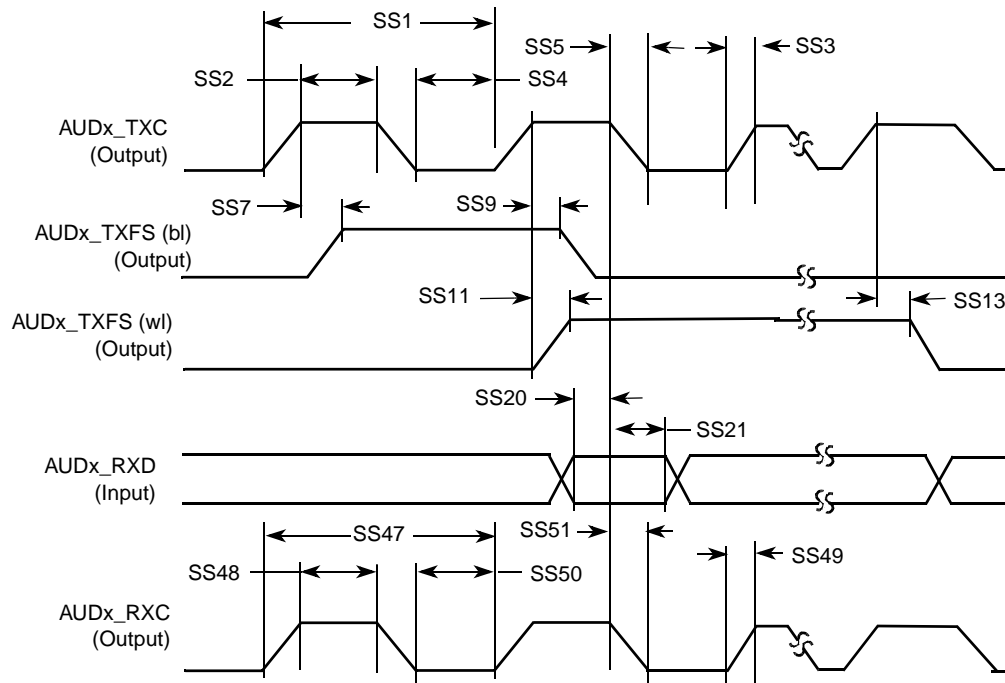 SS1
SS5
SS3
SS2
SS4
AUDx_TXC
(Output)
SS7
SS9
AUDx_TXFS (bl)
(Output)
SS11
SS13
AUDx_TXFS (wl)
(Output)
SS20
SS21
AUDx_RXD
(Input)
SS47
SS51
SS49
SS48
SS50
AUDx_RXC
(Output)